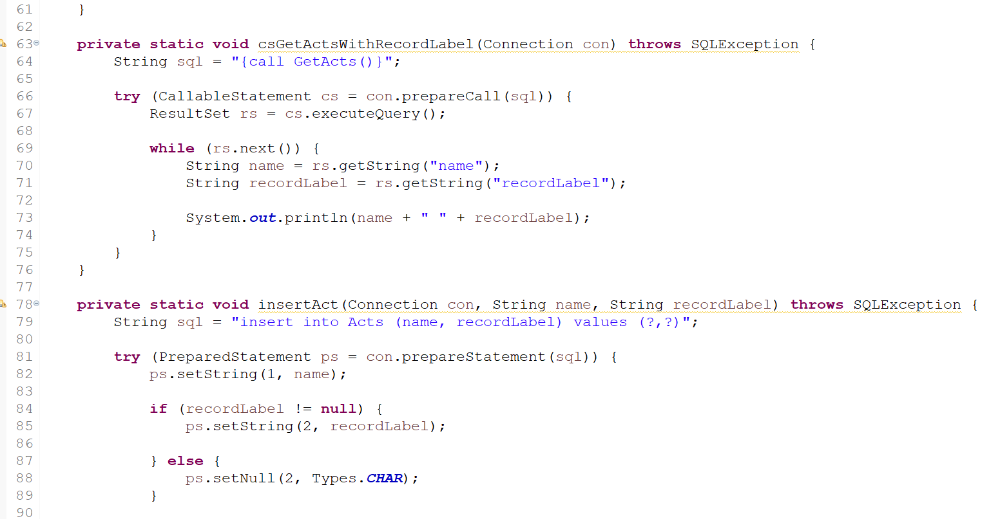 61     }
62
63     private static void csGetActsWithRecordLabel(Connection con) throws SQLException {
64         String sql = "{call GetActs()}";
65
66         try (CallableStatement cs = con.prepareCall(sql)) {
67             ResultSet rs = cs.executeQuery();
68
69             while (rs.next()) {
70                 String name = rs.getString("name");
71                 String recordLabel = rs.getString("recordLabel");
72
73                 System.out.println(name + " " + recordLabel);
74             }
75         }
76     }
77
78     private static void insertAct(Connection con, String name, String recordLabel) throws SQLException {
79         String sql = "insert into Acts (name, recordLabel) values (?,?)";
80
81         try (PreparedStatement ps = con.prepareStatement(sql)) {
82             ps.setString(1, name);
83
84             if (recordLabel != null) {
85                 ps.setString(2, recordLabel);
86
87             } else {
88                 ps.setNull(2, Types.CHAR);
89             }
90